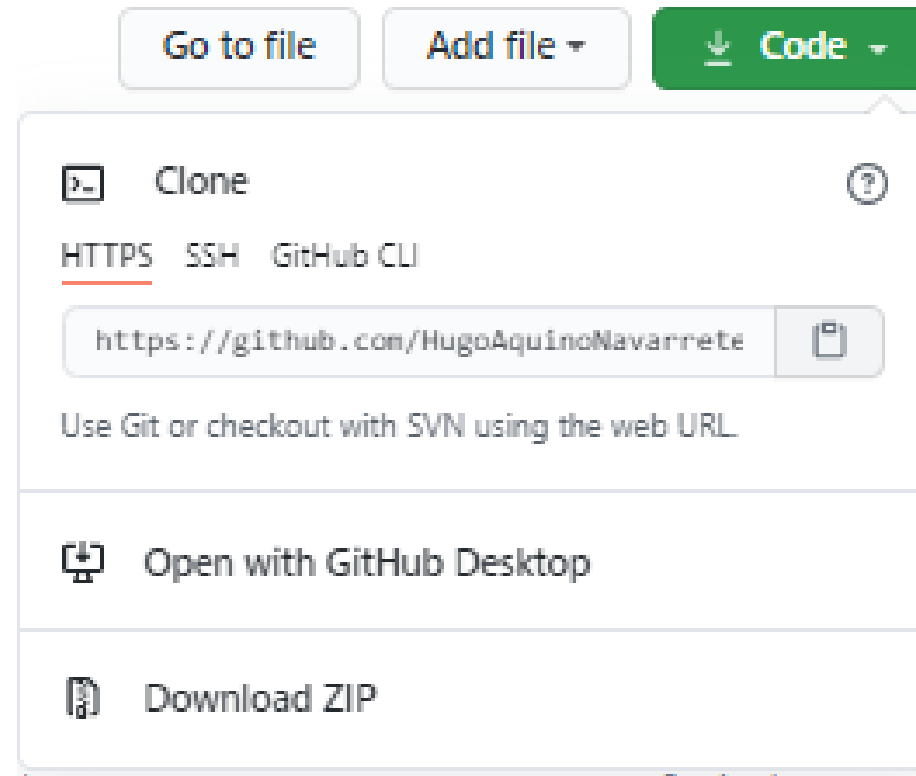 Go to file Add file Code
Clone
HTTPS SSH GitHub CLI
https://github.com/HugoAquinoNavarrete
Use Git or checkout with SVN using the web URL.
Open with GitHub Desktop
Download ZIP